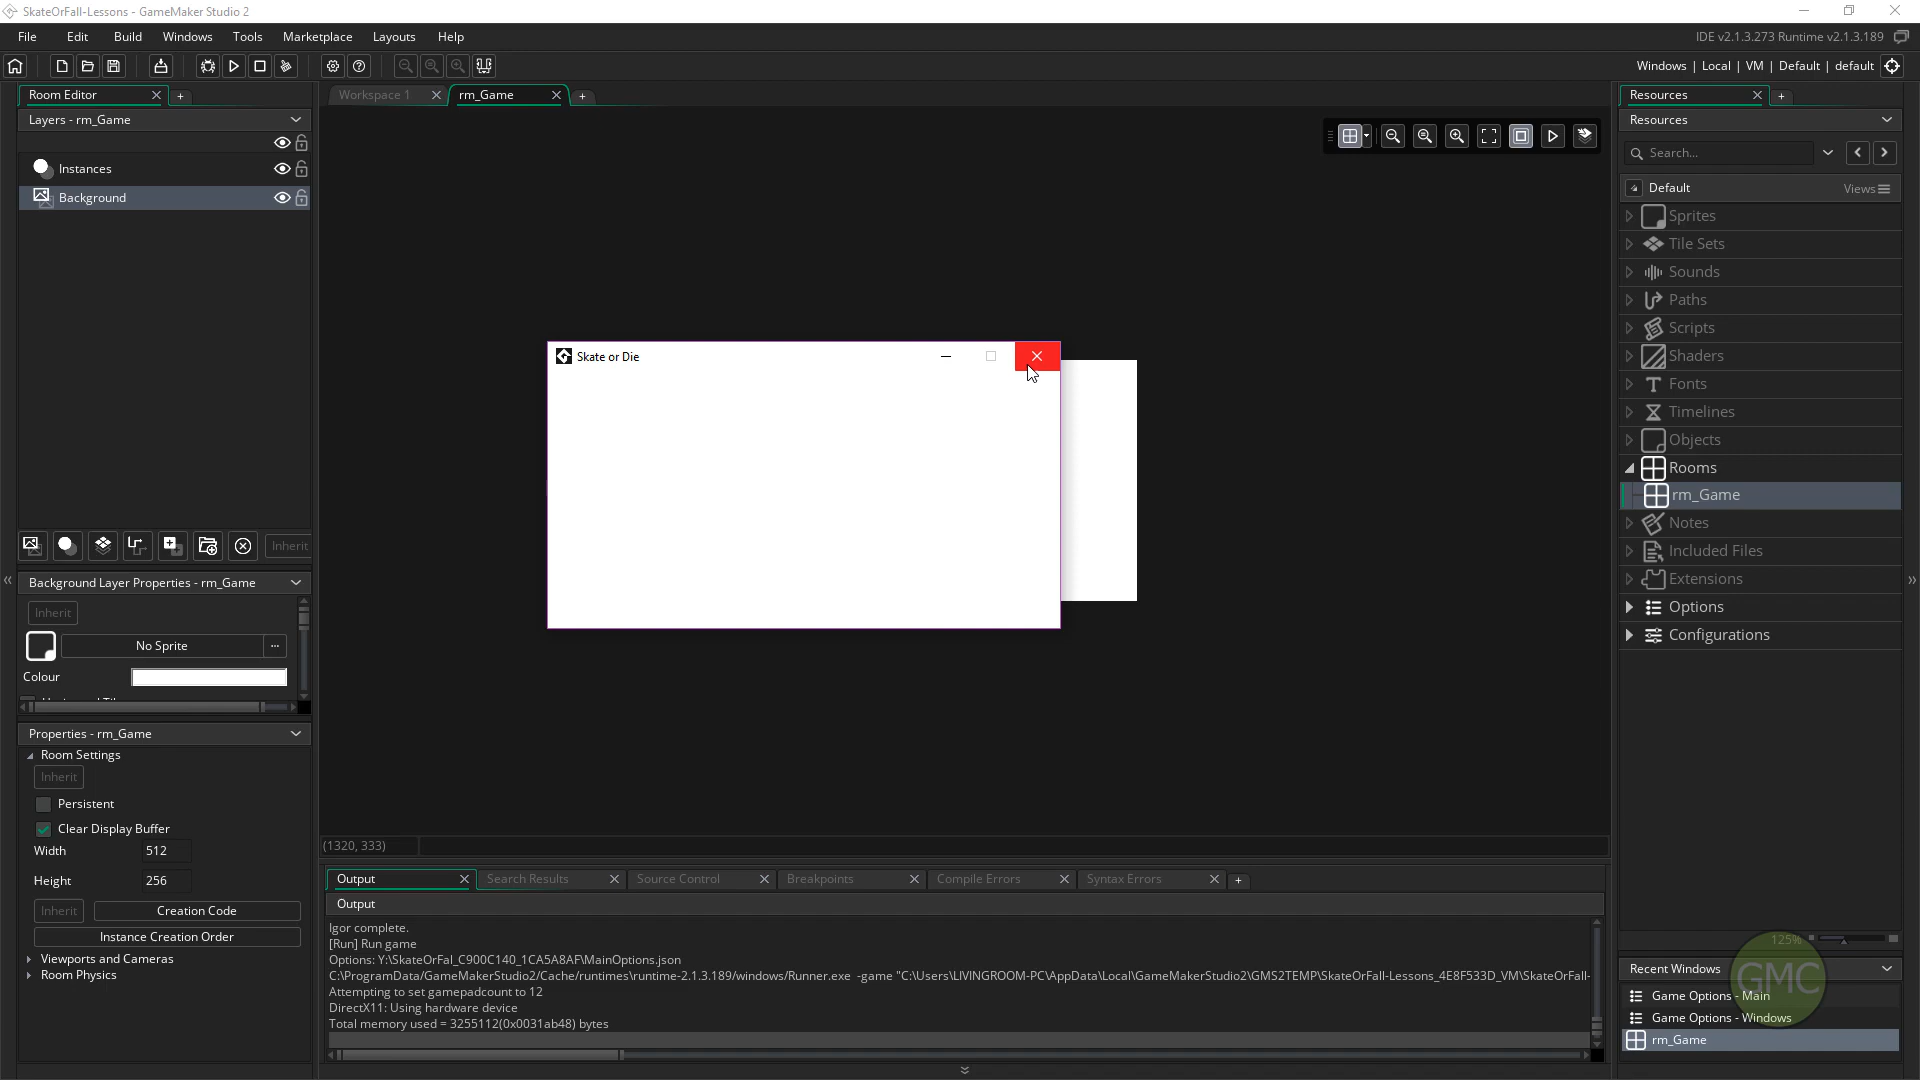 SkateOrFall-Lessons - GameMaker Studio 2
File Edit Build Windows Tools Marketplace Layouts Help
IDE v2.1.3.273 Runtime v2.1.3.189
Windows | Local | VM | Default | default
Room Editor
Workspace 1
rm_Game
Resources
Layers - rm_Game
Resources
Search...
Instances
Background
Default
Views
Sprites
Tile Sets
Sounds
Paths
Scripts
Shaders
Fonts
Timelines
Objects
Rooms
rm_Game
Notes
Included Files
Extensions
Options
Configurations
Skate or Die
Inherit
Background Layer Properties - rm_Game
Inherit
No Sprite
...
Colour
Properties - rm_Game
Room Settings
Inherit
Persistent
Clear Display Buffer
Width 512
Height 256
Inherit Creation Code
Instance Creation Order
Viewports and Cameras
Room Physics
(1320, 333)
Output Search Results Source Control Breakpoints Compile Errors Syntax Errors
Output
Igor complete.
[Run] Run game
Options: Y:\SkateOrFal_C900C140_1CA5A8AF\MainOptions.json
C:\ProgramData/GameMakerStudio2/Cache/runtimes\runtime-2.1.3.189/windows/Runner.exe -game "C:\Users\LIVINGROOM-PC\AppData\Local\GameMakerStudio2\GMS2TEMP\SkateOrFall-Lessons_4E8F533D_VM\SkateOrFall-
Attempting to set gamepadcount to 12
DirectX11: Using hardware device
Total memory used = 3255112(0x0031ab48) bytes
125%
Recent Windows
Game Options - Main
Game Options - Windows
rm_Game
GMC